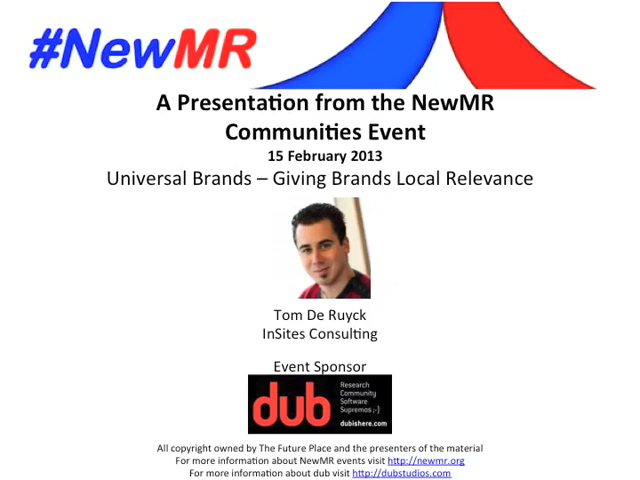 #NewMR
A Presentation from the NewMR
Communities Event
15 February 2013
Universal Brands – Giving Brands Local Relevance
Tom De Ruyck
InSites Consulting
Event Sponsor
dub
Research
Community
Software
Supremos ;-)
dubishere.com
All copyright owned by The Future Place and the presenters of the material
For more information about NewMR events visit http://newmr.org
For more information about dub visit http://dubstudios.com